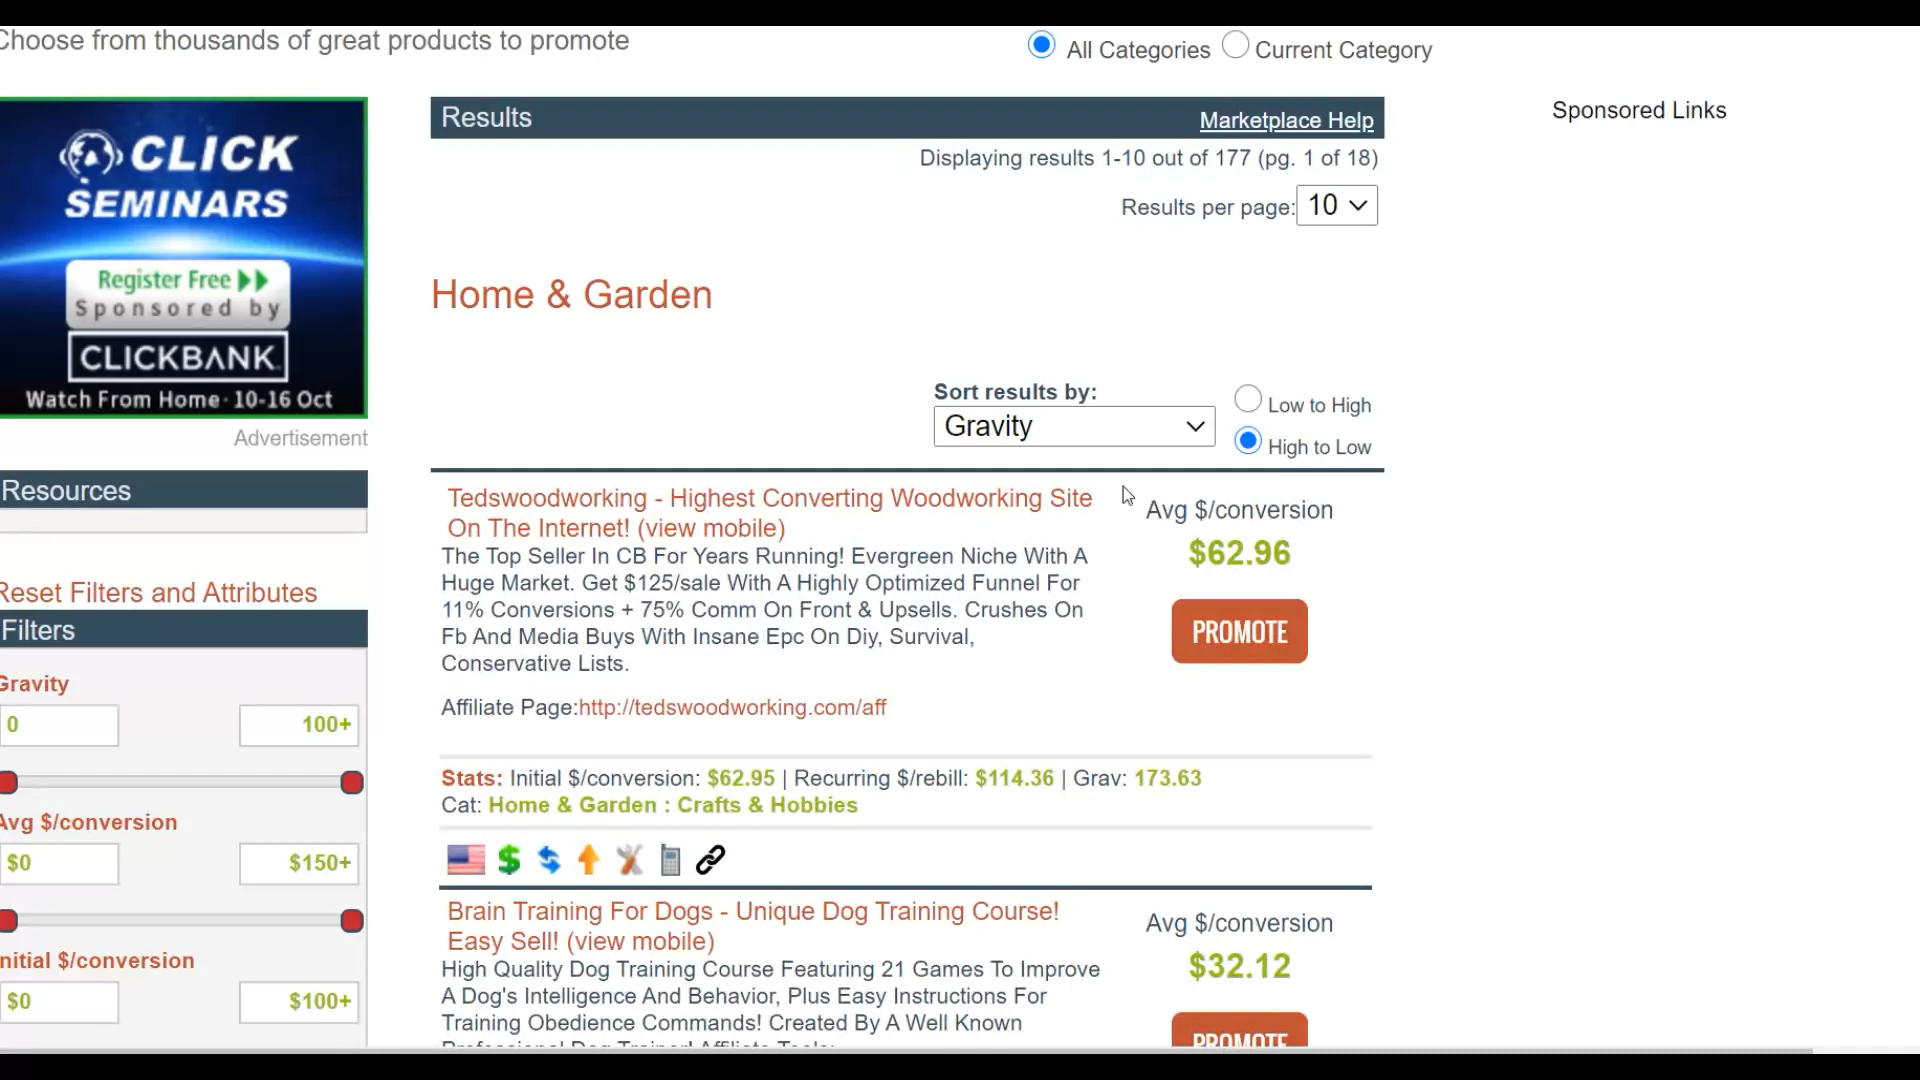 Choose from thousands of great products to promote
All Categories Current Category
CLICK
SEMINARS
Register Free
Sponsored by
CLICKBANK
Watch From Home · 10-16 Oct
Advertisement
Resources
Reset Filters and Attributes
Filters
Gravity
0 100+
Avg $/conversion
$0 $150+
Initial $/conversion
$0 $100+
Results Marketplace Help
Displaying results 1-10 out of 177 (pg. 1 of 18)
Results per page: 10
Home & Garden
Sort results by:
Gravity
Low to High
High to Low
Tedswoodworking - Highest Converting Woodworking Site
On The Internet! (view mobile)
The Top Seller In CB For Years Running! Evergreen Niche With A
Huge Market. Get $125/sale With A Highly Optimized Funnel For
11% Conversions + 75% Comm On Front & Upsells. Crushes On
Fb And Media Buys With Insane Epc On Diy, Survival,
Conservative Lists.
Affiliate Page:http://tedswoodworking.com/aff
Avg $/conversion
$62.96
PROMOTE
Stats: Initial $/conversion: $62.95 | Recurring $/rebill: $114.36 | Grav: 173.63
Cat: Home & Garden : Crafts & Hobbies
Brain Training For Dogs - Unique Dog Training Course!
Easy Sell! (view mobile)
High Quality Dog Training Course Featuring 21 Games To Improve
A Dog's Intelligence And Behavior, Plus Easy Instructions For
Training Obedience Commands! Created By A Well Known
Professional Dog Trainer! Affiliate Tools:
Avg $/conversion
$32.12
PROMOTE
Sponsored Links